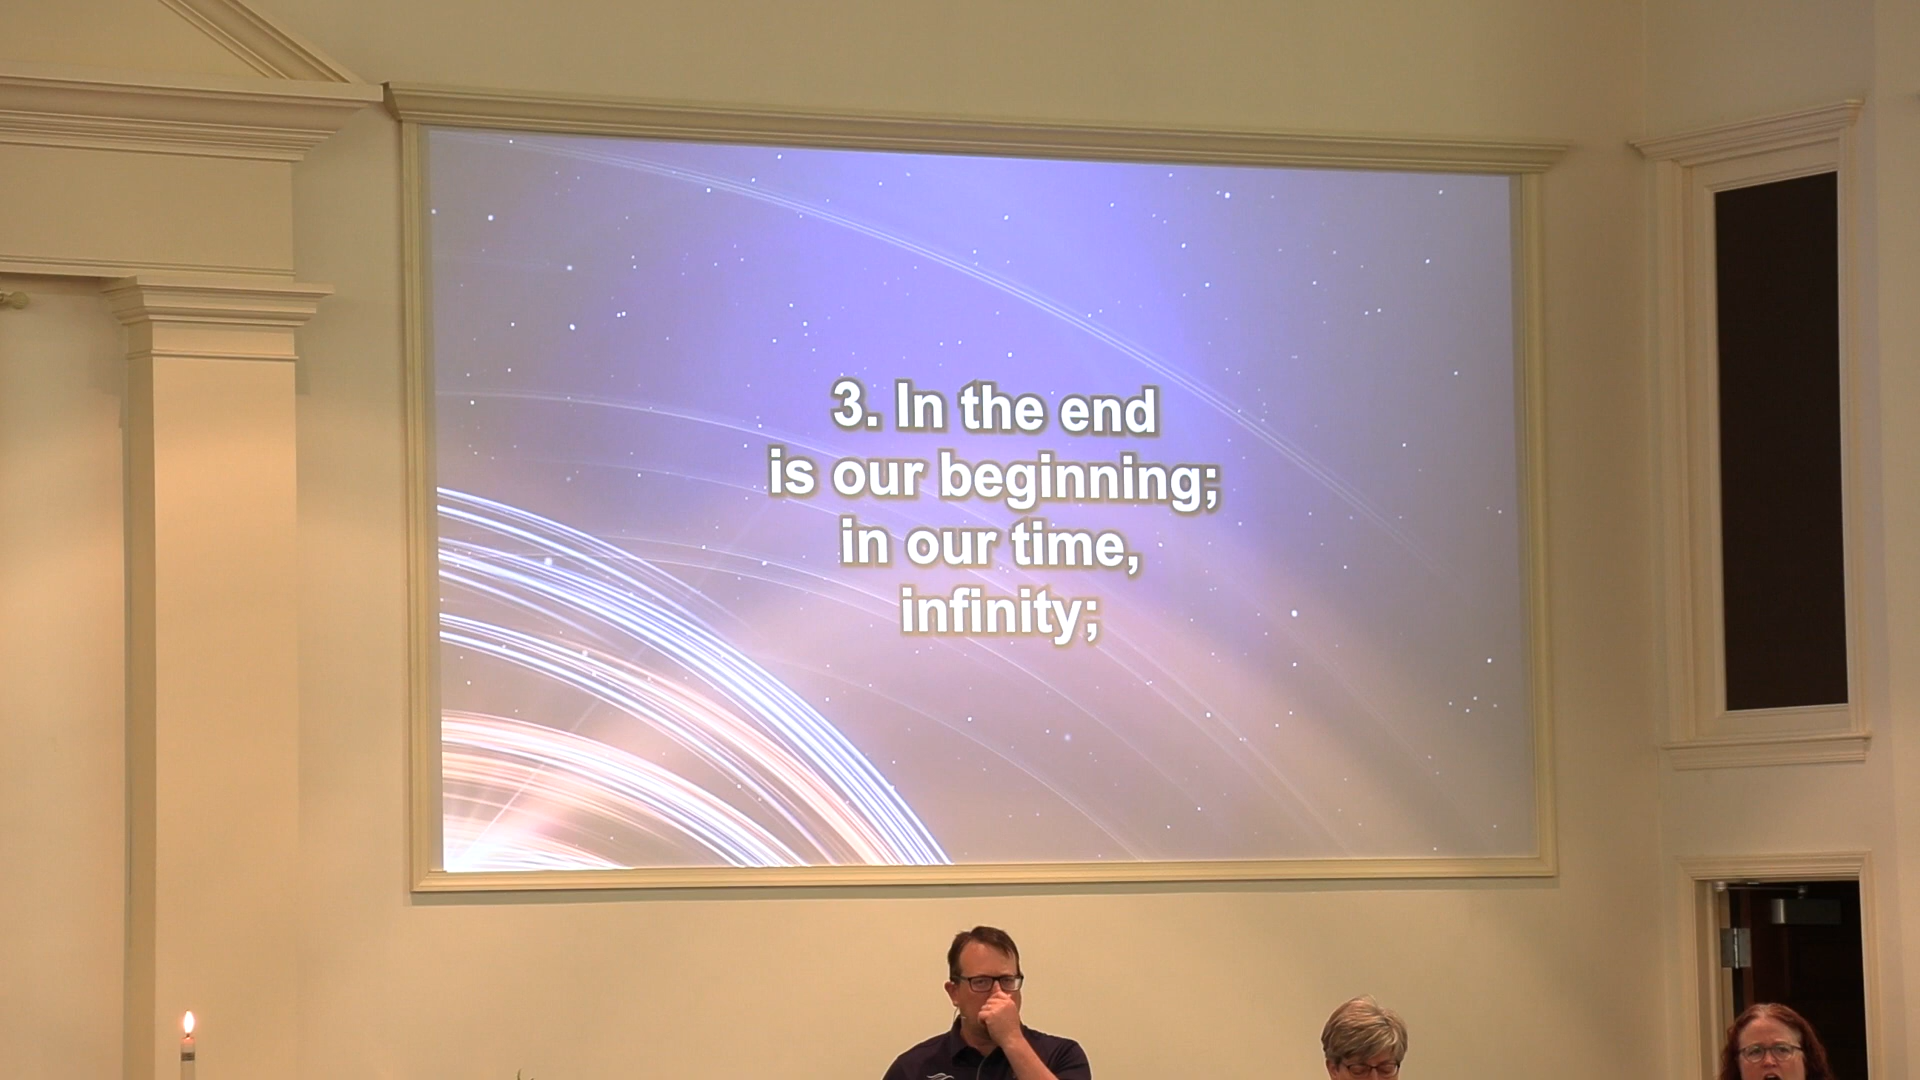 3. In the end
is our beginning;
in our time,
infinity;